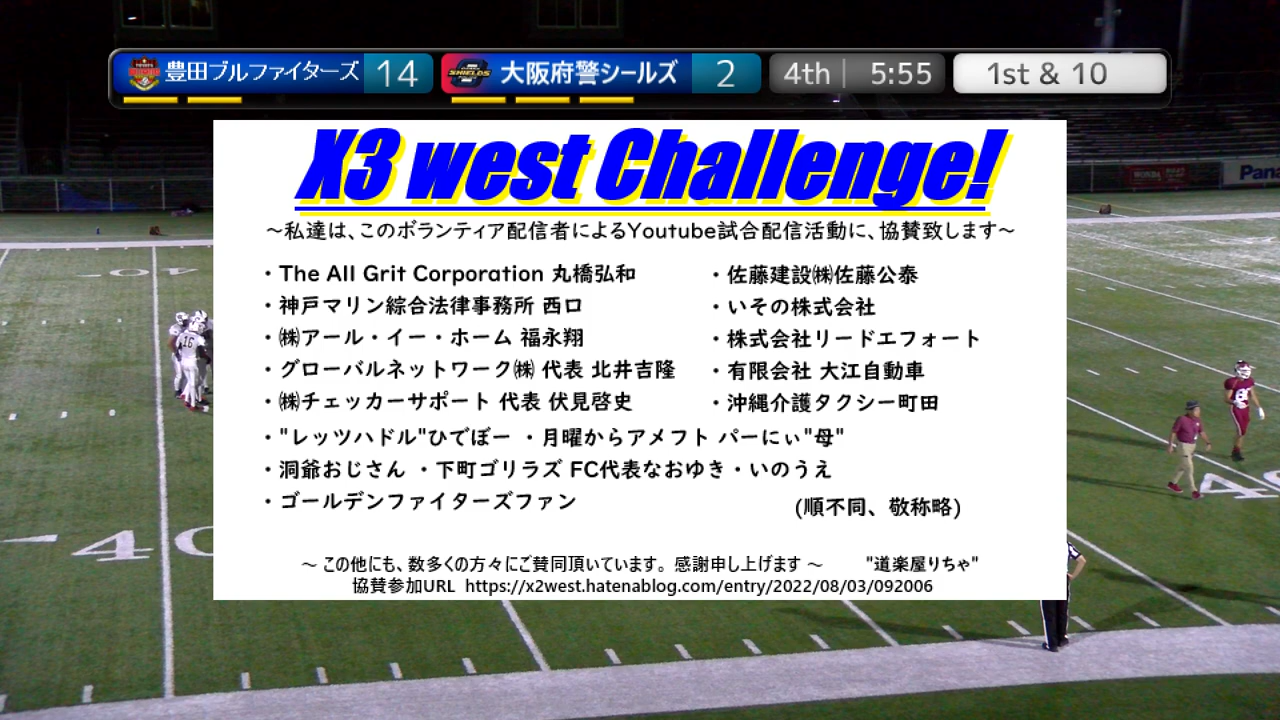 豊田ブルファイターズ 14 大阪府警シールズ 2 4th 5:55 1st & 10
X3 west Challenge!
～私達は、このボランティア配信者によるYoutube試合配信活動に、協賛致します～
・The All Grit Corporation 丸橋弘和 ・佐藤建設㈱佐藤公泰
・神戸マリン綜合法律事務所 西口 ・いその株式会社
・㈱アール・イー・ホーム 福永翔 ・株式会社リードエフォート
・グローバルネットワーク㈱ 代表 北井吉隆 ・有限会社 大江自動車
・㈱チェッカーサポート 代表 伏見啓史 ・沖縄介護タクシー町田
・"レッツハドル"ひでぼー ・月曜からアメフト パーにぃ"母"
・洞爺おじさん ・下町ゴリラズ FC代表なおゆき・いのうえ
・ゴールデンファイターズファン
(順不同、敬称略)
～ この他にも、数多くの方々にご賛同頂いています。感謝申し上げます ～ "道楽屋りちゃ"
協賛参加URL https://x2west.hatenablog.com/entry/2022/08/03/092006
SHIELDS
HONDA
Pana
16
40
40